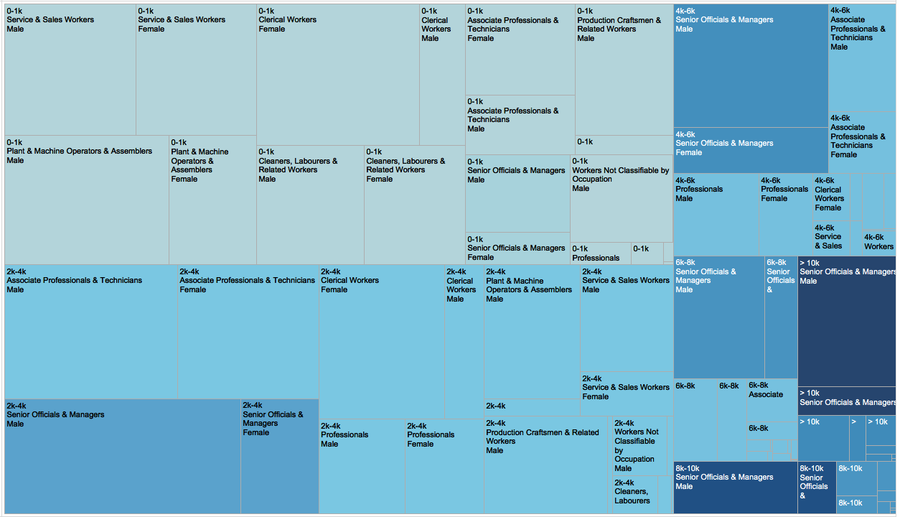 0-1k
Service & Sales Workers
Male
0-1k
Service & Sales Workers
Female
0-1k
Clerical Workers
Female
0-1k
Clerical
Workers
Male
0-1k
Associate Professionals &
Technicians
Female
0-1k
Production Craftsmen &
Related Workers
Male
0-1k
Associate Professionals &
Technicians
Male
0-1k
0-1k
Plant & Machine Operators & Assemblers
Male
0-1k
Plant & Machine
Operators &
Assemblers
Female
0-1k
Cleaners, Labourers &
Related Workers
Male
0-1k
Cleaners, Labourers &
Related Workers
Female
0-1k
Senior Officials & Managers
Male
0-1k
Workers Not Classifiable by
Occupation
Male
0-1k
Senior Officials & Managers
Female
0-1k
Professionals
0-1k
4k-6k
Senior Officials & Managers
Male
4k-6k
Associate
Professionals &
Technicians
Male
4k-6k
Senior Officials & Managers
Female
4k-6k
Associate
Professionals &
Technicians
Female
4k-6k
Professionals
Male
4k-6k
Professionals
Female
4k-6k
Clerical
Workers
Female
4k-6k
Service
& Sales
4k-6k
Workers
2k-4k
Associate Professionals & Technicians
Male
2k-4k
Associate Professionals & Technicians
Female
2k-4k
Clerical Workers
Female
2k-4k
Clerical
Workers
Male
2k-4k
Plant & Machine
Operators & Assemblers
Male
2k-4k
Service & Sales Workers
Male
2k-4k
Service & Sales Workers
Female
2k-4k
2k-4k
Senior Officials & Managers
Male
2k-4k
Senior Officials &
Managers
Female
2k-4k
Professionals
Male
2k-4k
Professionals
Female
2k-4k
Production Craftsmen & Related
Workers
Male
2k-4k
Workers Not
Classifiable
by
Occupation
Male
2k-4k
Cleaners,
Labourers
6k-8k
Senior Officials &
Managers
Male
6k-8k
Senior
Officials
&
> 10k
Senior Officials & Managers
Male
6k-8k
6k-8k
6k-8k
Associate
6k-8k
> 10k
Senior Officials & Managers
> 10k
>
> 10k
8k-10k
Senior Officials & Managers
Male
8k-10k
Senior
Officials
&
8k-10k
8k-10k